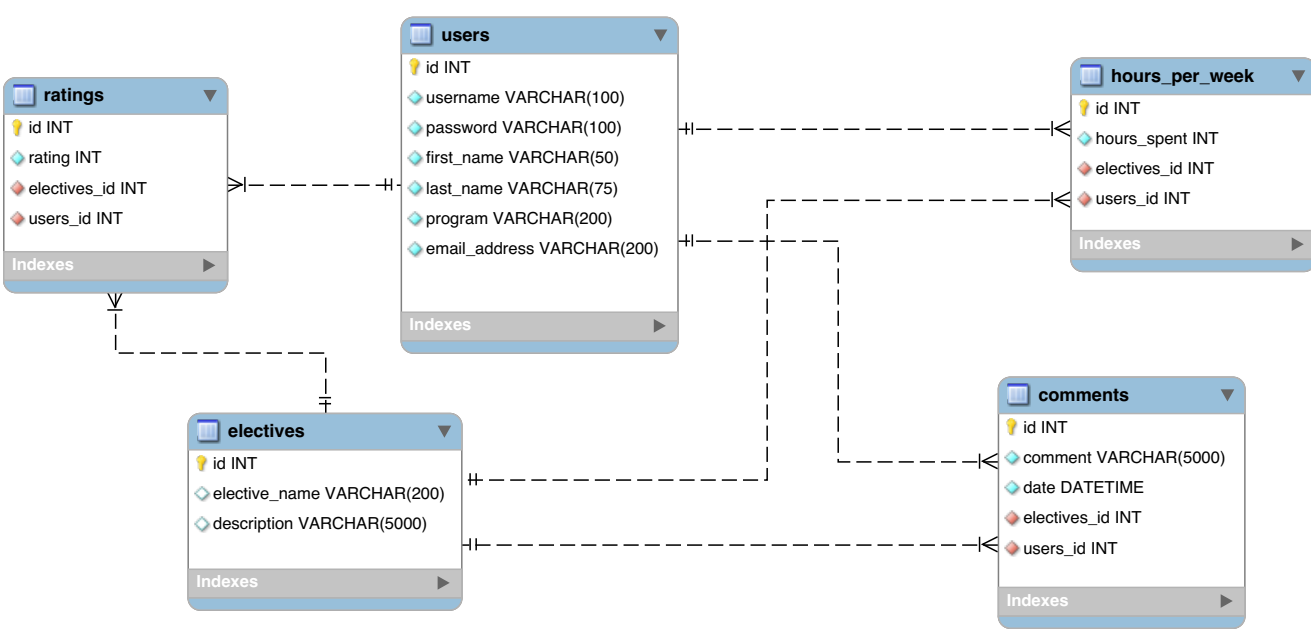 users
id INT
username VARCHAR(100)
password VARCHAR(100)
first_name VARCHAR(50)
last_name VARCHAR(75)
program VARCHAR(200)
email_address VARCHAR(200)
Indexes
ratings
id INT
rating INT
electives_id INT
users_id INT
Indexes
hours_per_week
id INT
hours_spent INT
electives_id INT
users_id INT
Indexes
electives
id INT
elective_name VARCHAR(200)
description VARCHAR(5000)
Indexes
comments
id INT
comment VARCHAR(5000)
date DATETIME
electives_id INT
users_id INT
Indexes